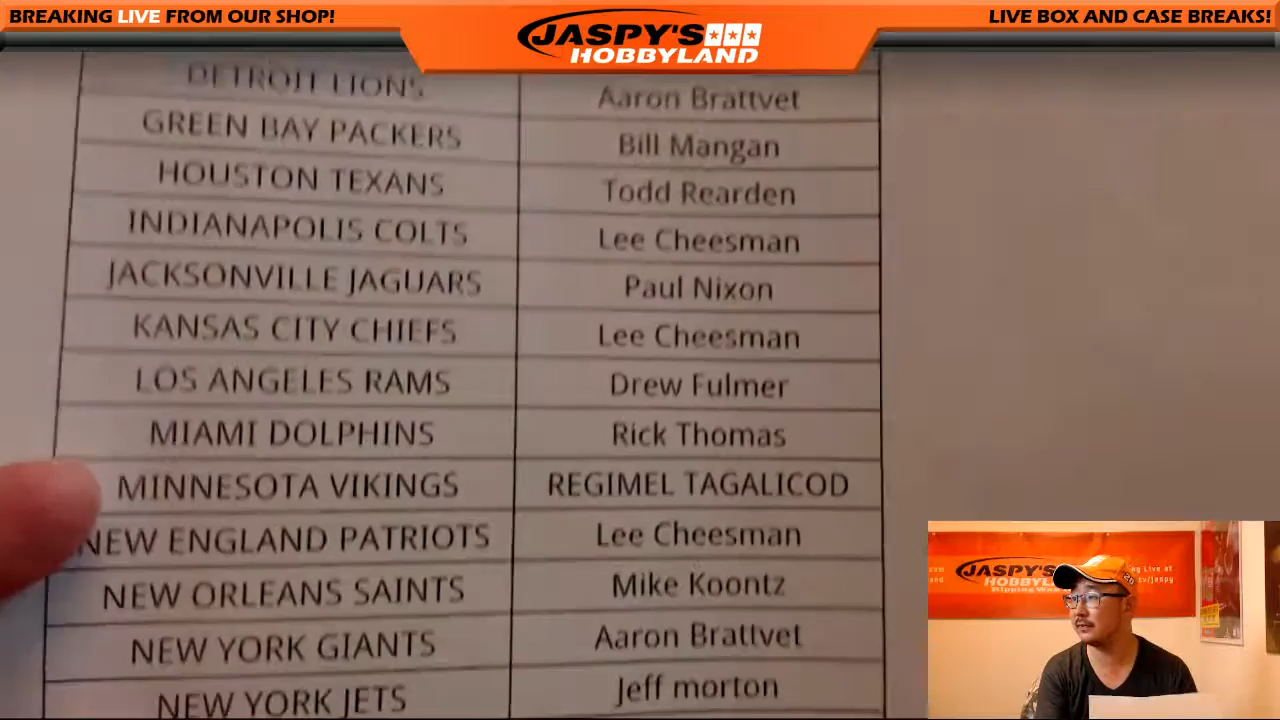 BREAKING LIVE FROM OUR SHOP!
JASPY'S
HOBBYLAND
LIVE BOX AND CASE BREAKS!
DETROIT LIONS Aaron Brattvet
GREEN BAY PACKERS Bill Mangan
HOUSTON TEXANS Todd Rearden
INDIANAPOLIS COLTS Lee Cheesman
JACKSONVILLE JAGUARS Paul Nixon
KANSAS CITY CHIEFS Lee Cheesman
LOS ANGELES RAMS Drew Fulmer
MIAMI DOLPHINS Rick Thomas
MINNESOTA VIKINGS REGIMEL TAGALICOD
NEW ENGLAND PATRIOTS Lee Cheesman
NEW ORLEANS SAINTS Mike Koontz
NEW YORK GIANTS Aaron Brattvet
NEW YORK JETS Jeff morton
JASPY'S
HOBBYLAND